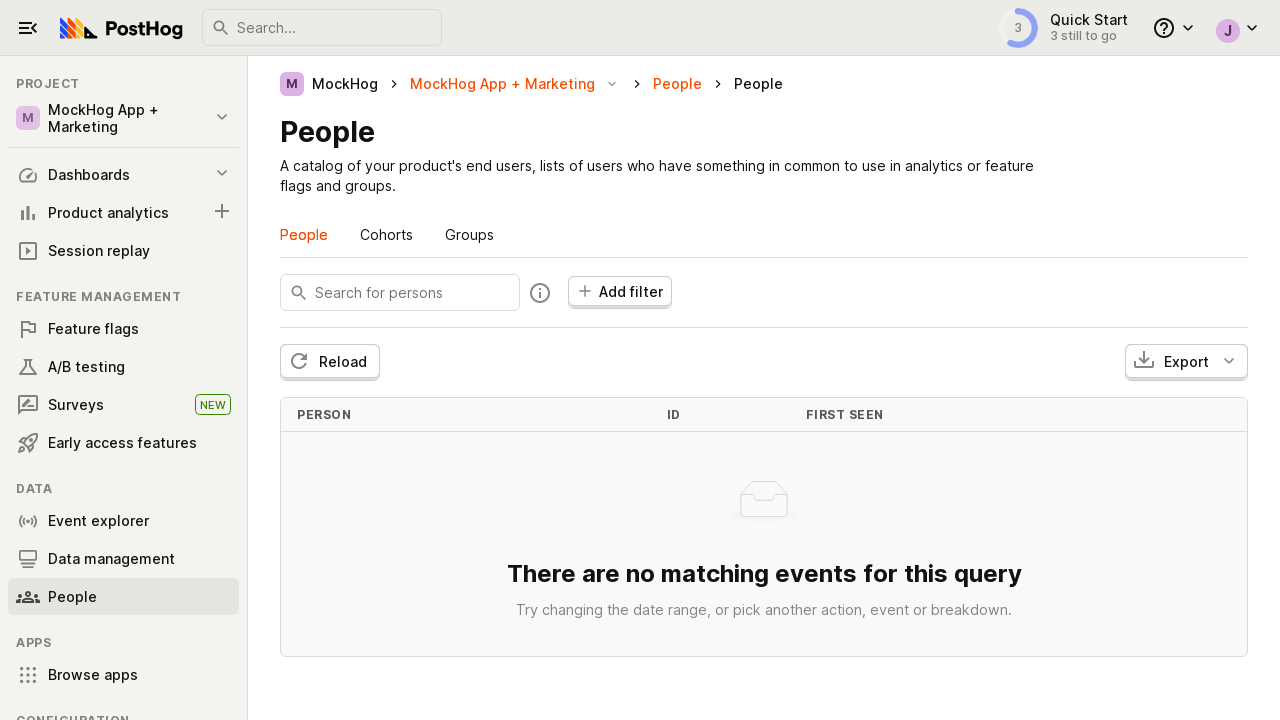 PostHog
Search...
3
Quick Start
3 still to go
J
PROJECT
M
MockHog App +
Marketing
Dashboards
Product analytics
Session replay
FEATURE MANAGEMENT
Feature flags
A/B testing
Surveys
NEW
Early access features
DATA
Event explorer
Data management
People
APPS
Browse apps
CONFIGURATION
M MockHog MockHog App + Marketing People People
People
A catalog of your product's end users, lists of users who have something in common to use in analytics or feature
flags and groups.
People Cohorts Groups
Search for persons
Add filter
Reload
Export
PERSON ID FIRST SEEN
There are no matching events for this query
Try changing the date range, or pick another action, event or breakdown.